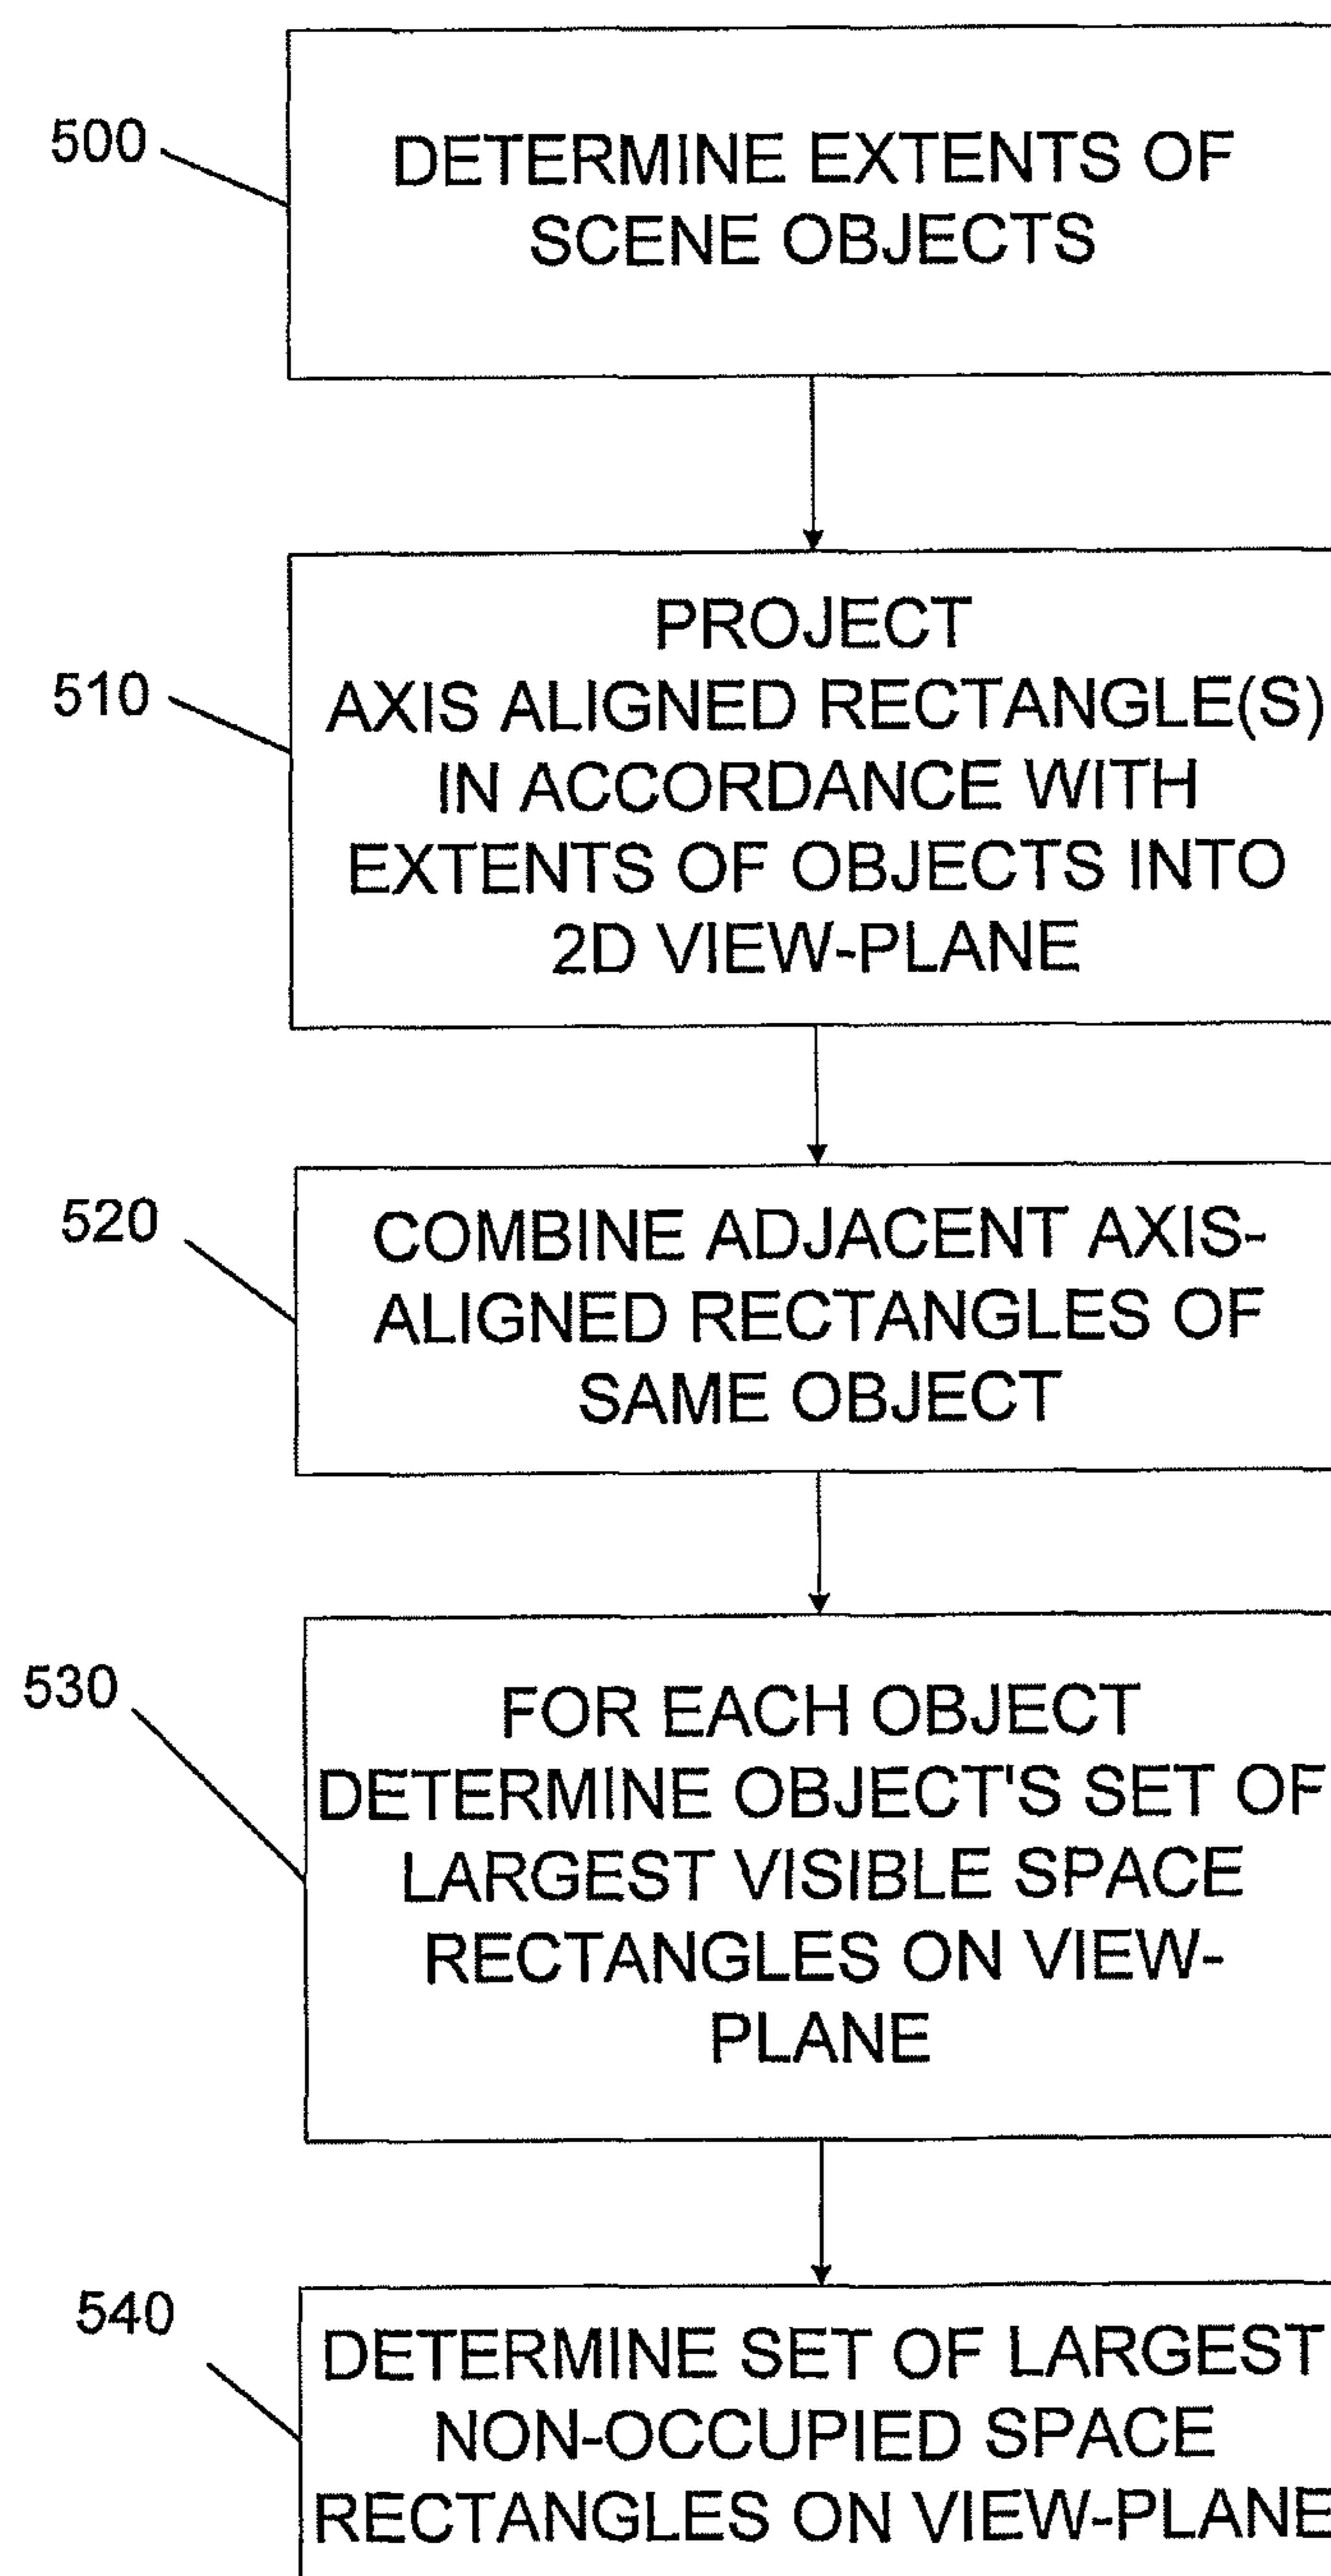 500
DETERMINE EXTENTS OF
SCENE OBJECTS
510
PROJECT
AXIS ALIGNED RECTANGLE(S)
IN ACCORDANCE WITH
EXTENTS OF OBJECTS INTO
2D VIEW-PLANE
520
COMBINE ADJACENT AXIS-
ALIGNED RECTANGLES OF
SAME OBJECT
530
FOR EACH OBJECT
DETERMINE OBJECT'S SET OF
LARGEST VISIBLE SPACE
RECTANGLES ON VIEW-
PLANE
540
DETERMINE SET OF LARGEST
NON-OCCUPIED SPACE
RECTANGLES ON VIEW-PLANE